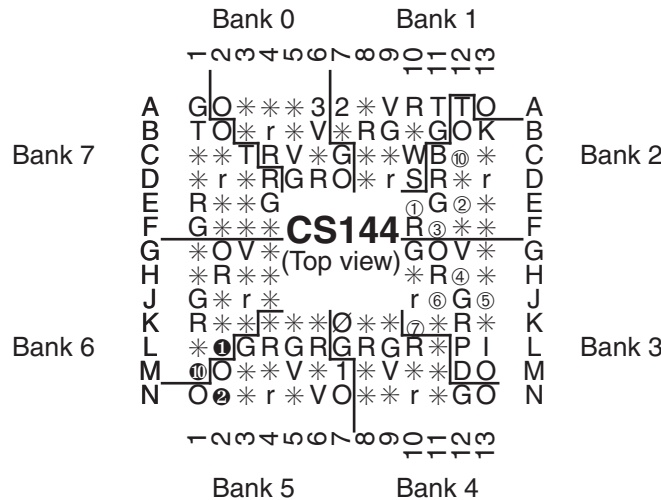 Bank 0 Bank 1
1 2 3 4 5 6 7 8 9 10 11 12 13
A G O ✳ ✳ ✳ 3 2 ✳ V R T T O A
B T O ✳ r ✳ V ✳ R G ✳ G O K B
Bank 7 C ✳ ✳ T R V ✳ G ✳ ✳ W B ⑩ ✳ C Bank 2
D ✳ r ✳ R G R O ✳ r S R ✳ r D
E R ✳ ✳ G ① G ② ✳ E
F G ✳ ✳ ✳ CS144 R ③ ✳ ✳ F
G ✳ O V ✳ (Top view) G O V ✳ G
H ✳ R ✳ ✳ ✳ R ④ ✳ H
J G ✳ r ✳ r ⑥ G ⑤ J
K R ✳ ✳ ✳ ✳ ✳ Ø ✳ ✳ ⑦ ✳ R ✳ K
Bank 6 L ✳ ❶ G R G R G R G R ✳ P I L Bank 3
M ❿ O ✳ ✳ V ✳ 1 ✳ V ✳ ✳ D O M
N O ❷ ✳ r ✳ V O ✳ ✳ r ✳ G O N
1 2 3 4 5 6 7 8 9 10 11 12 13
Bank 5 Bank 4